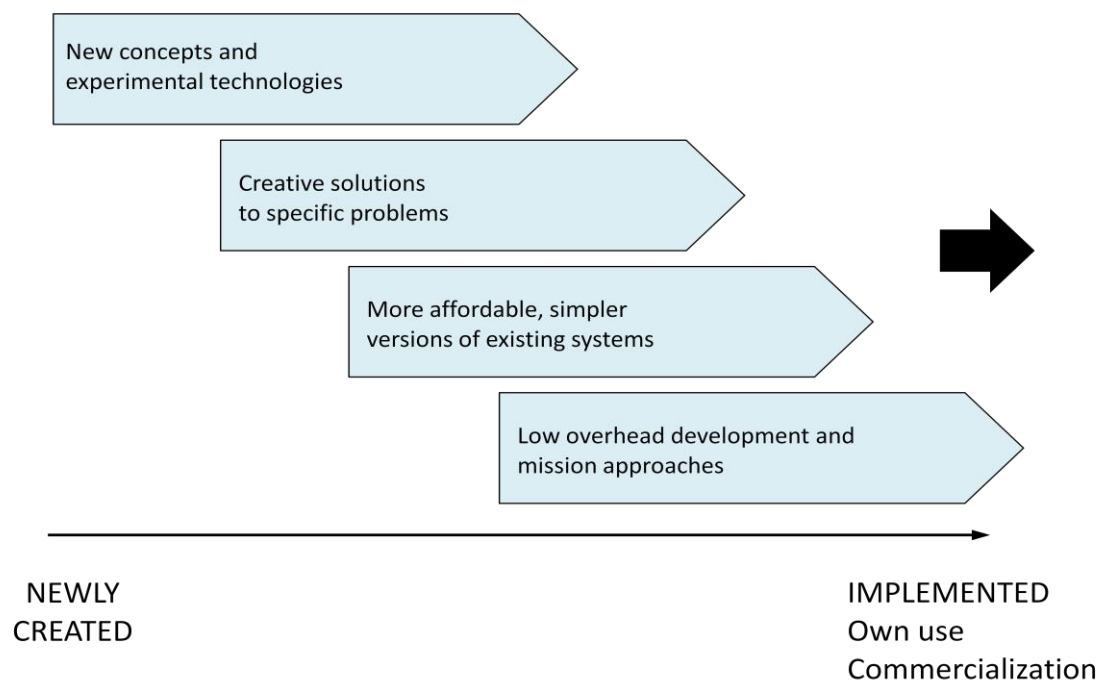 New concepts and
experimental technologies
Creative solutions
to specific problems
More affordable, simpler
versions of existing systems
Low overhead development and
mission approaches
NEWLY
CREATED
IMPLEMENTED
Own use
Commercialization